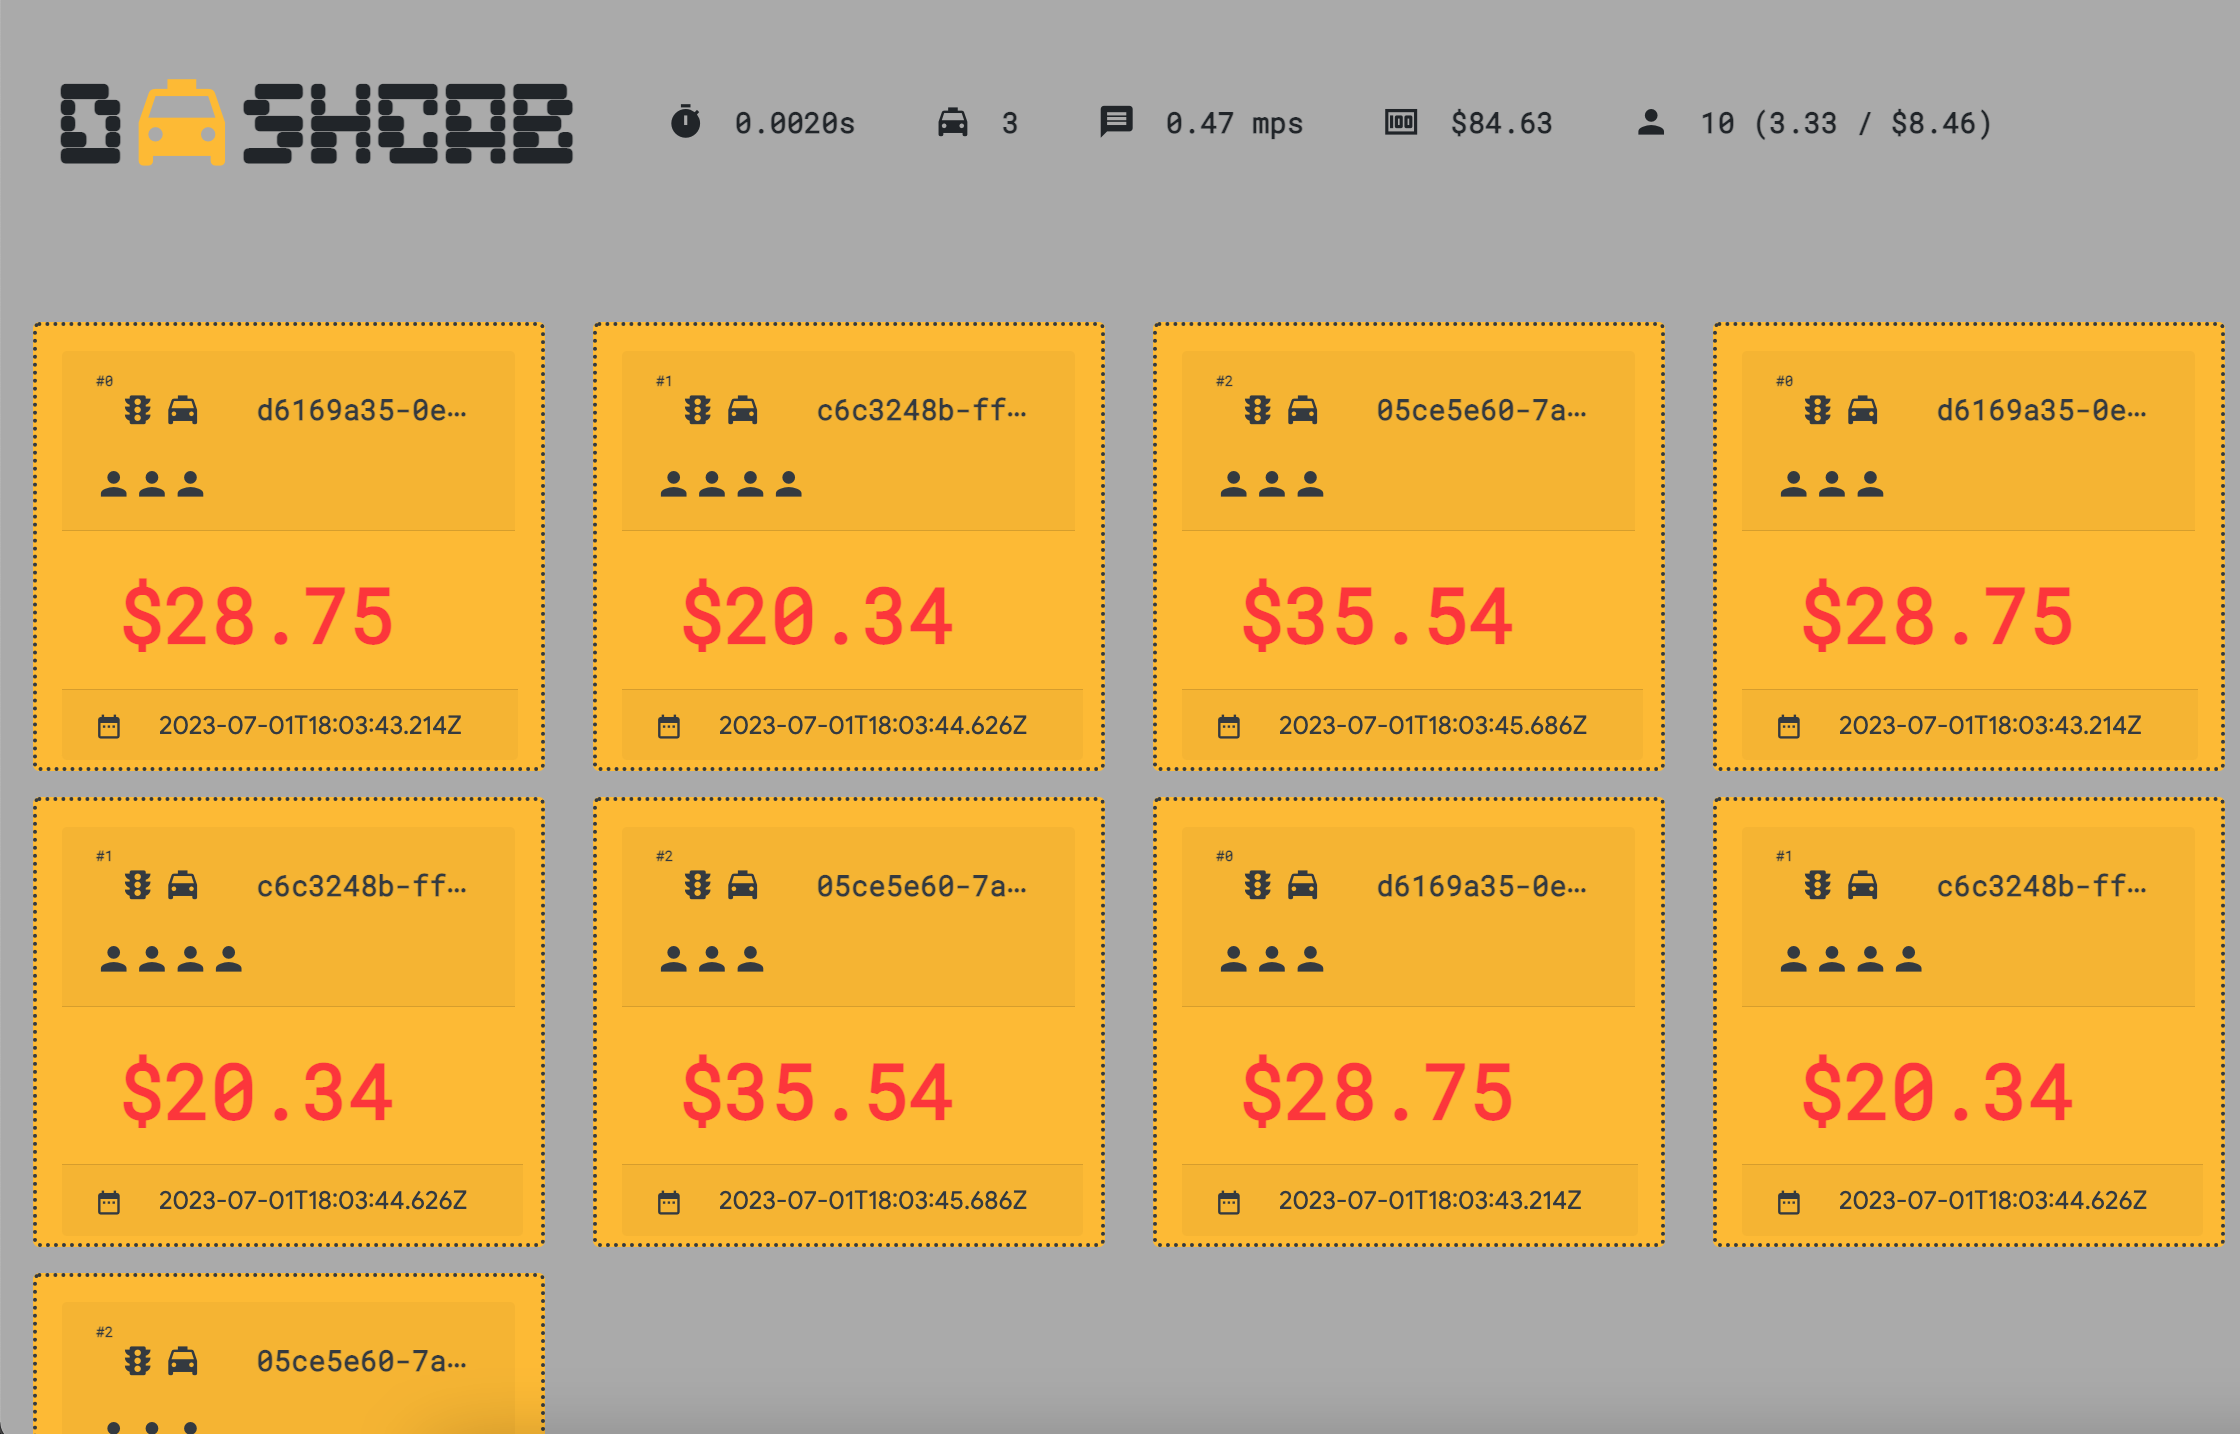 DASHCAB
0.0020s 3 0.47 mps $84.63 10 (3.33 / $8.46)
#0 d6169a35-0e…
$28.75
2023-07-01T18:03:43.214Z
#1 c6c3248b-ff…
$20.34
2023-07-01T18:03:44.626Z
#2 05ce5e60-7a…
$35.54
2023-07-01T18:03:45.686Z
#0 d6169a35-0e…
$28.75
2023-07-01T18:03:43.214Z
#1 c6c3248b-ff…
$20.34
2023-07-01T18:03:44.626Z
#2 05ce5e60-7a…
$35.54
2023-07-01T18:03:45.686Z
#0 d6169a35-0e…
$28.75
2023-07-01T18:03:43.214Z
#1 c6c3248b-ff…
$20.34
2023-07-01T18:03:44.626Z
#2 05ce5e60-7a…